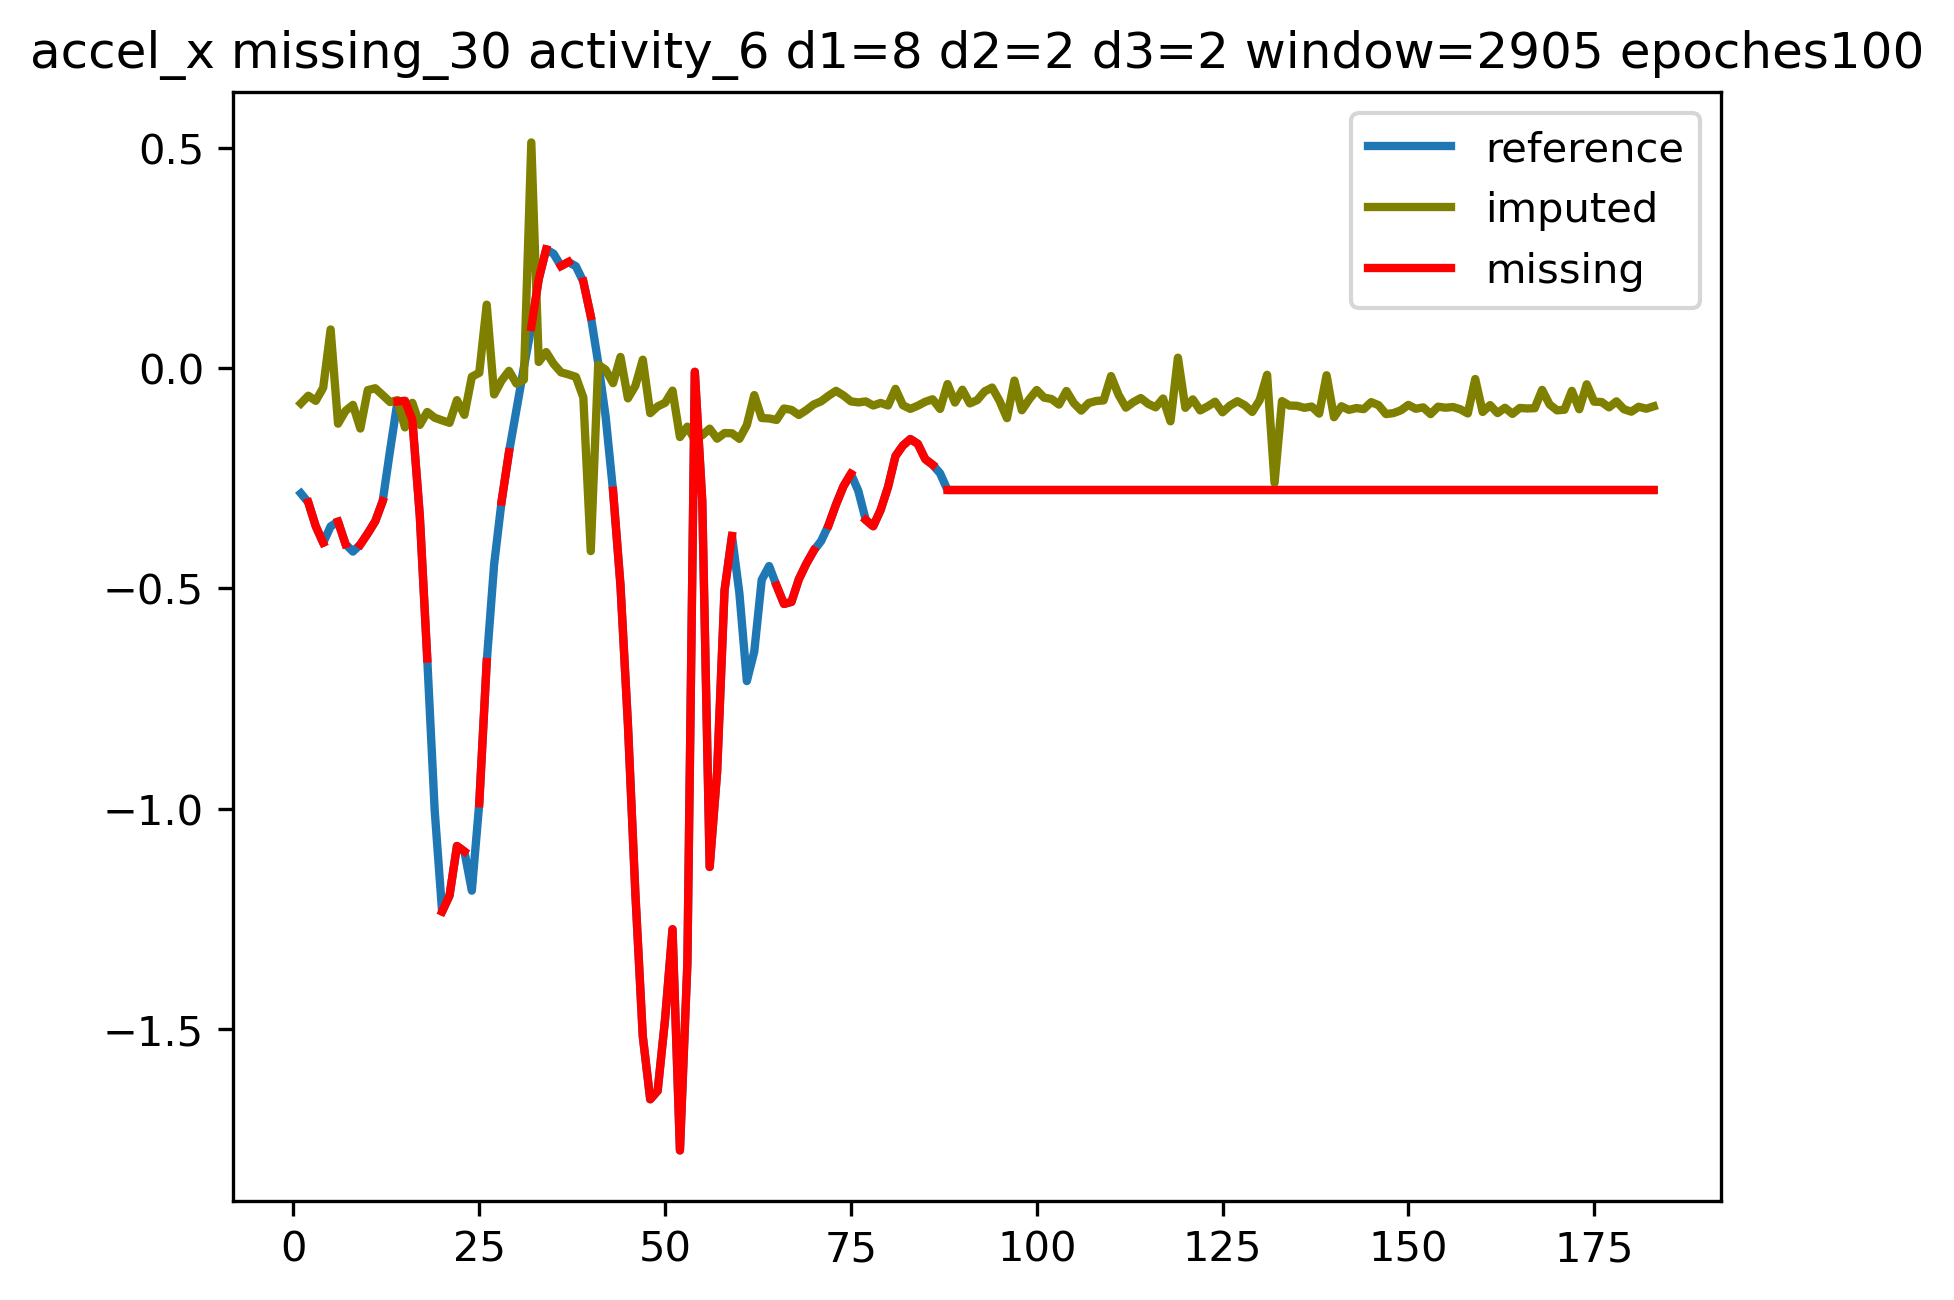 accel_x missing_30 activity_6 d1=8 d2=2 d3=2 window=2905 epoches100
reference
imputed
missing
0.5
0.0
−0.5
−1.0
−1.5
0 25 50 75 100 125 150 175